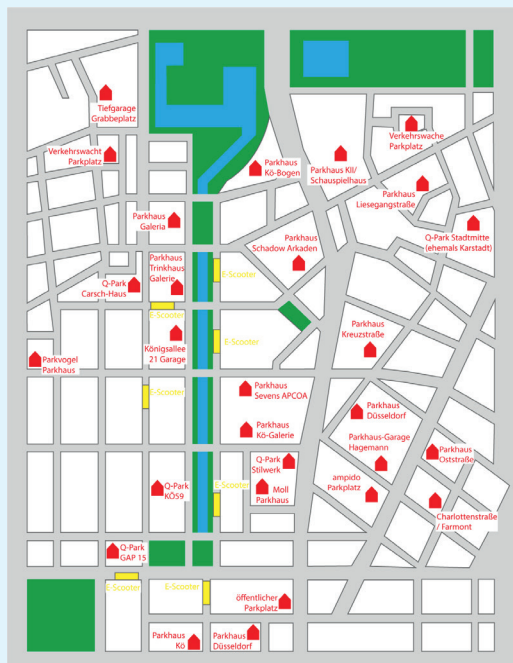 Tiefgarage
Grabbeplatz
Verkehrswache
Parkplatz
Verkehrswacht
Parkplatz
Parkhaus
Kö-Bogen
Parkhaus KII/
Schauspielhaus
Parkhaus
Liesegangstraße
Parkhaus
Galeria
Parkhaus
Schadow Arkaden
Q-Park Stadtmitte
(ehemals Karstadt)
Parkhaus
Trinkhaus
Galerie
Q-Park
Carsch-Haus
E-Scooter
E-Scooter
Königsallee
21 Garage
E-Scooter
Parkhaus
Kreuzstraße
Parkvogel
Parkhaus
Parkhaus
Sevens APCOA
E-Scooter
Parkhaus
Düsseldorf
Parkhaus
Kö-Galerie
Parkhaus-Garage
Hagemann
Parkhaus
Oststraße
Q-Park
Stilwerk
ampido
Parkplatz
Q-Park
KÖ59
E-Scooter
Moll
Parkhaus
Charlottenstraße
/ Farmont
Q-Park
GAP 15
E-Scooter
E-Scooter
öffentlicher
Parkplatz
Parkhaus
Kö
Parkhaus
Düsseldorf